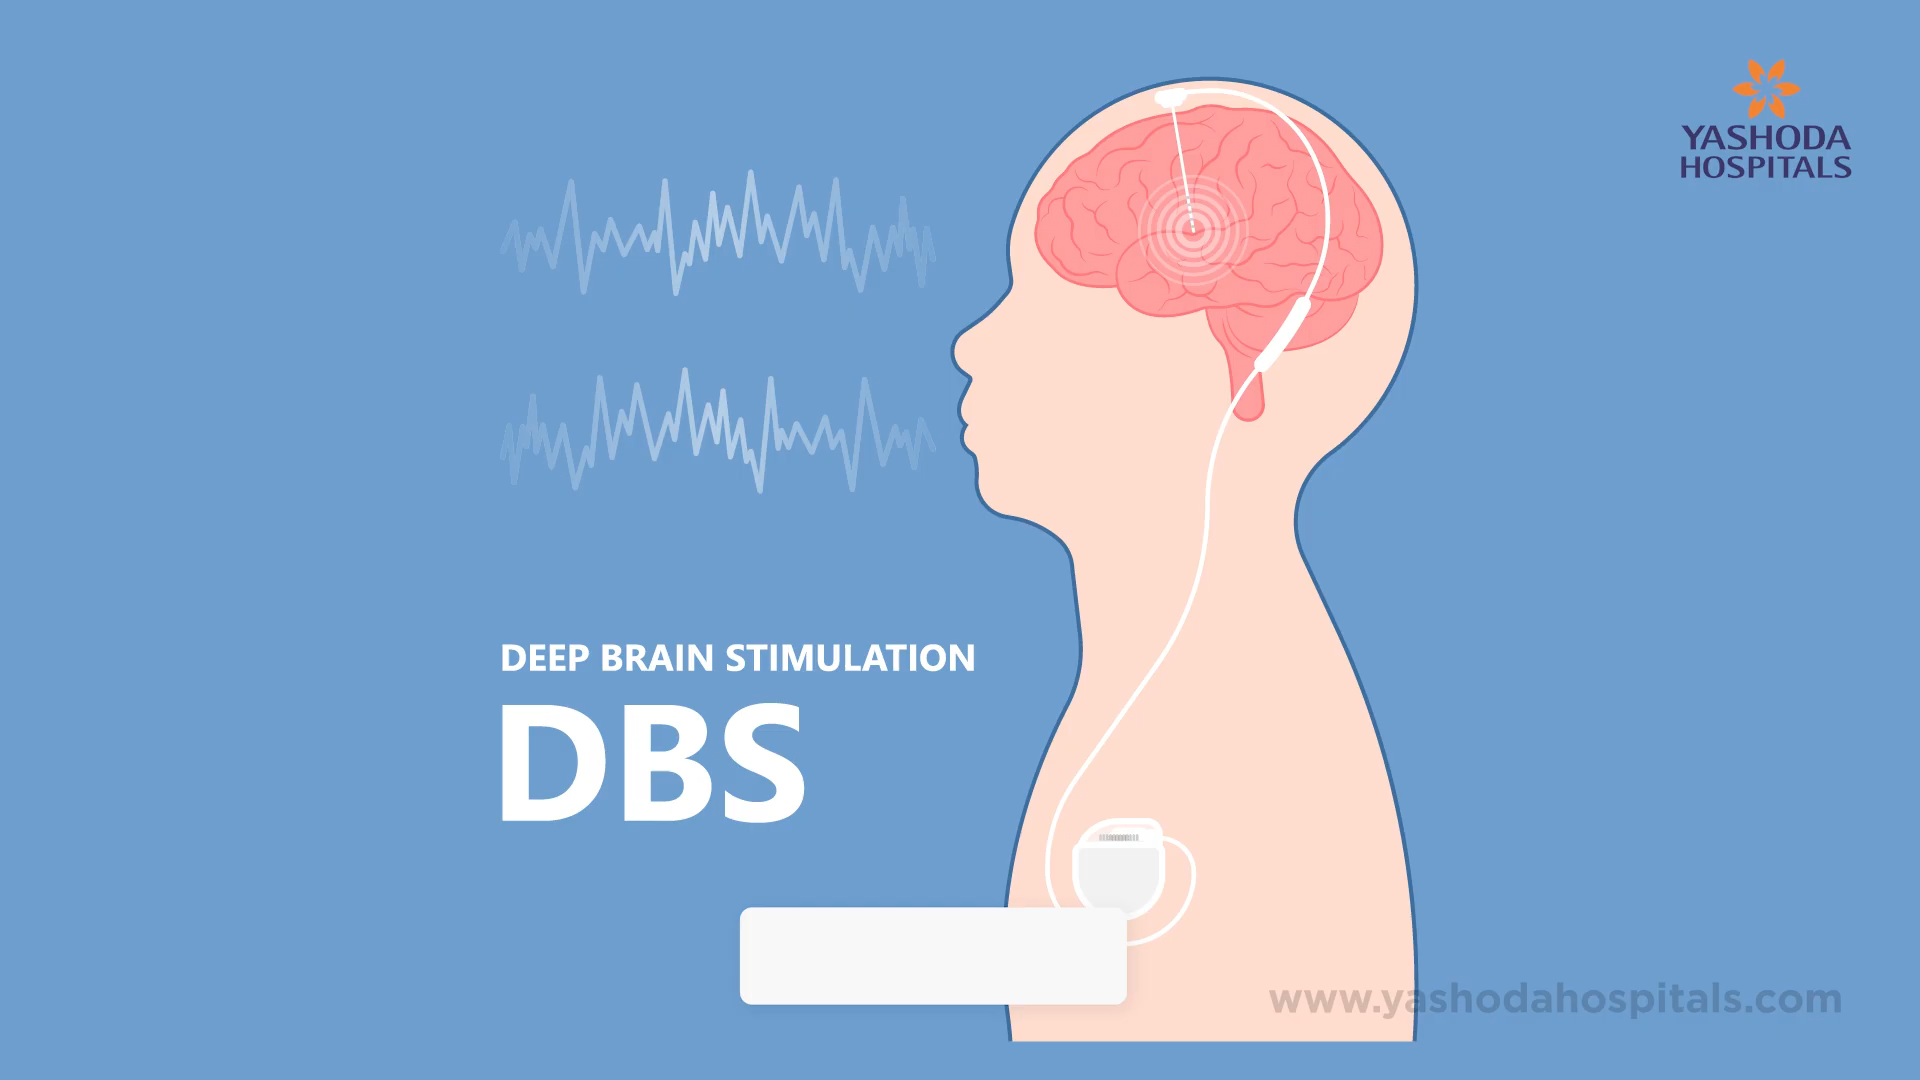 YASHODA
HOSPITALS
DEEP BRAIN STIMULATION
DBS
www.yashodahospitals.com